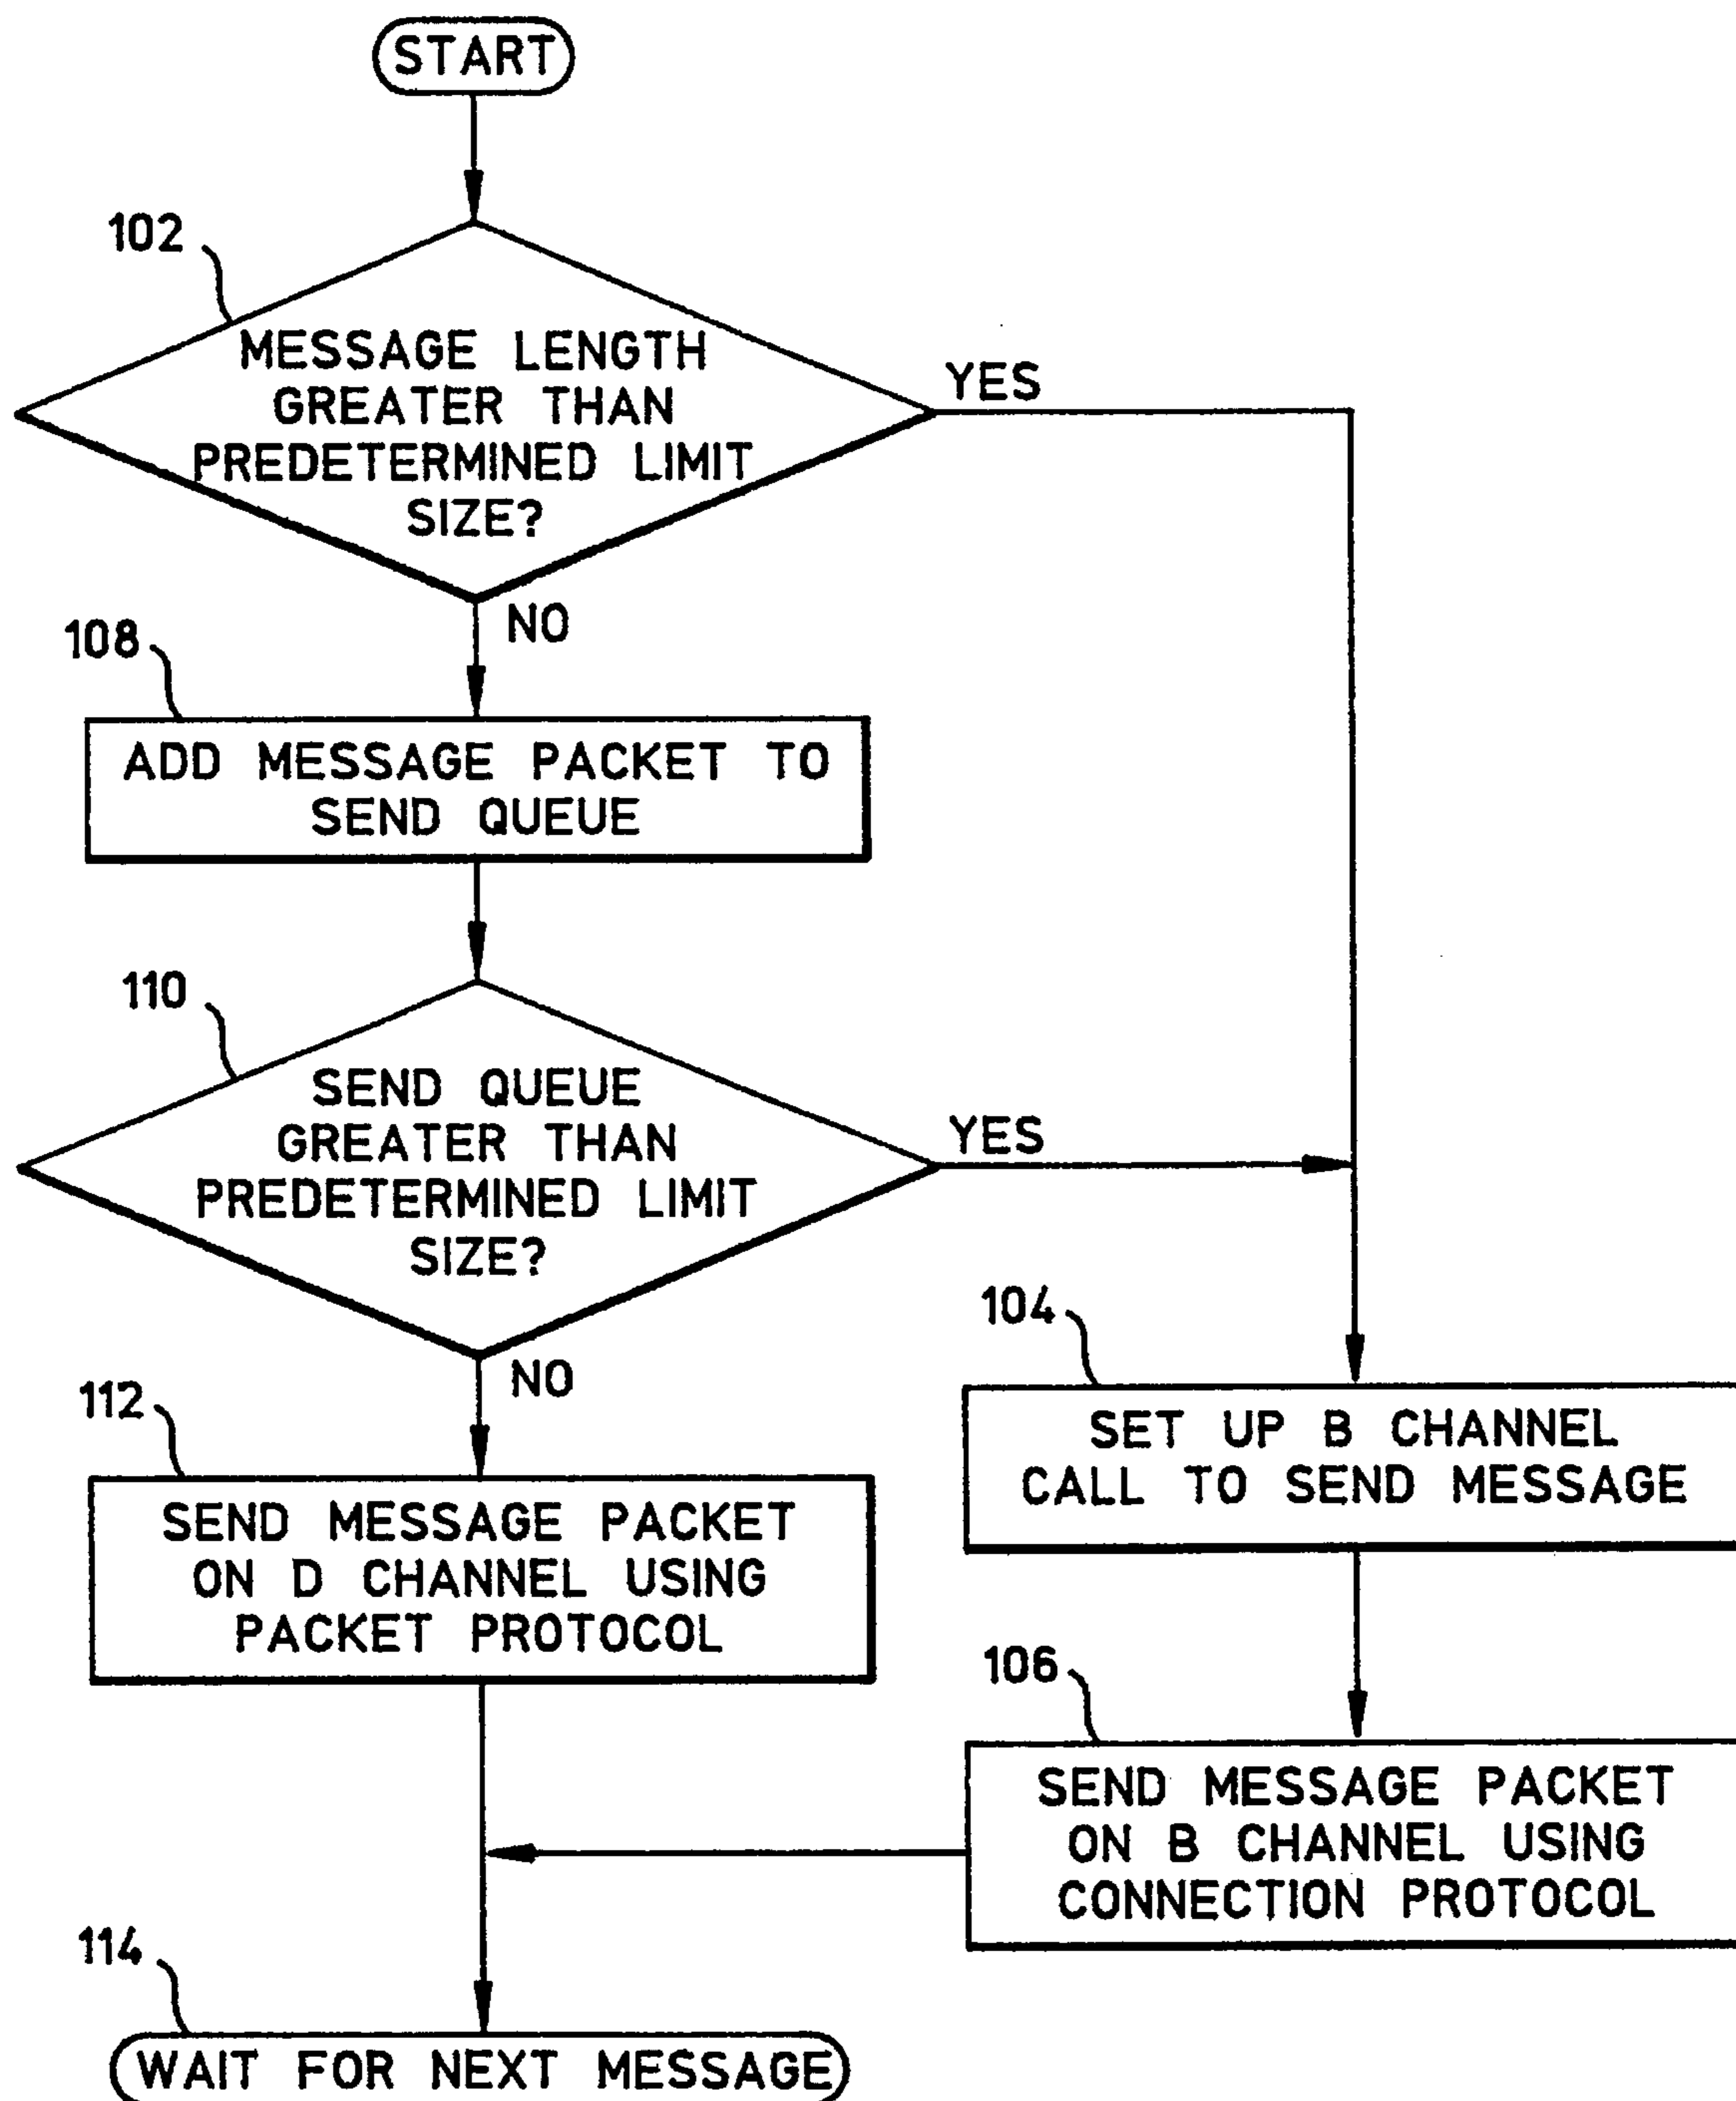 START
102
MESSAGE LENGTH
GREATER THAN
PREDETERMINED LIMIT
SIZE?
YES
NO
108
ADD MESSAGE PACKET TO
SEND QUEUE
110
SEND QUEUE
GREATER THAN
PREDETERMINED LIMIT
SIZE?
YES
NO
104
SET UP B CHANNEL
CALL TO SEND MESSAGE
112
SEND MESSAGE PACKET
ON D CHANNEL USING
PACKET PROTOCOL
106
SEND MESSAGE PACKET
ON B CHANNEL USING
CONNECTION PROTOCOL
114
WAIT FOR NEXT MESSAGE